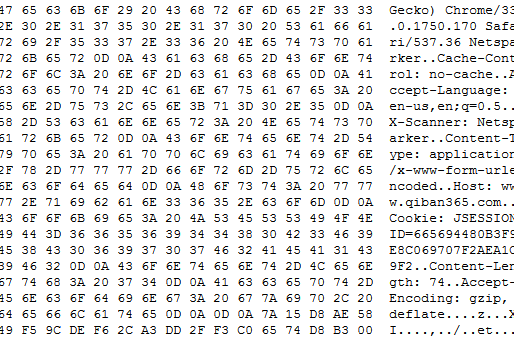 47 65 63 6B 6F 29 20 43 68 72 6F 6D 65 2F 33 33 Gecko) Chrome/33
2E 30 2E 31 37 35 30 2E 31 37 30 20 53 61 66 61 .0.1750.170 Safa
72 69 2F 35 33 37 2E 33 36 20 4E 65 74 73 70 61 ri/537.36 Netspa
72 6B 65 72 0D 0A 43 61 63 68 65 2D 43 6F 6E 74 rker..Cache-Cont
72 6F 6C 3A 20 6E 6F 2D 63 61 63 68 65 0D 0A 41 rol: no-cache..A
63 63 65 70 74 2D 4C 61 6E 67 75 61 67 65 3A 20 ccept-Language:
65 6E 2D 75 73 2C 65 6E 3B 71 3D 30 2E 35 0D 0A en-us,en;q=0.5..
58 2D 53 63 61 6E 6E 65 72 3A 20 4E 65 74 73 70 X-Scanner: Netsp
61 72 6B 65 72 0D 0A 43 6F 6E 74 65 6E 74 2D 54 arker..Content-T
79 70 65 3A 20 61 70 70 6C 69 63 61 74 69 6F 6E ype: application
2F 78 2D 77 77 77 2D 66 6F 72 6D 2D 75 72 6C 65 /x-www-form-urle
6E 63 6F 64 65 64 0D 0A 48 6F 73 74 3A 20 77 77 ncoded..Host: ww
77 2E 71 69 62 61 6E 33 36 35 2E 63 6F 6D 0D 0A w.qiban365.com..
43 6F 6F 6B 69 65 3A 20 4A 53 45 53 53 49 4F 4E Cookie: JSESSION
49 44 3D 36 36 35 36 39 34 34 38 30 42 33 46 39 ID=665694480B3F9
45 38 43 30 36 39 37 30 37 46 32 41 45 41 31 43 E8C069707F2AEA1C
39 46 32 0D 0A 43 6F 6E 74 65 6E 74 2D 4C 65 6E 9F2..Content-Len
67 74 68 3A 20 37 34 0D 0A 41 63 63 65 70 74 2D gth: 74..Accept-
45 6E 63 6F 64 69 6E 67 3A 20 67 7A 69 70 2C 20 Encoding: gzip,
64 65 66 6C 61 74 65 0D 0A 0D 0A 7A 15 D8 AE 58 deflate....z...X
49 F5 9C DE F6 2C A3 DD 2F F3 C0 65 74 D8 B3 00 I....,../..et...